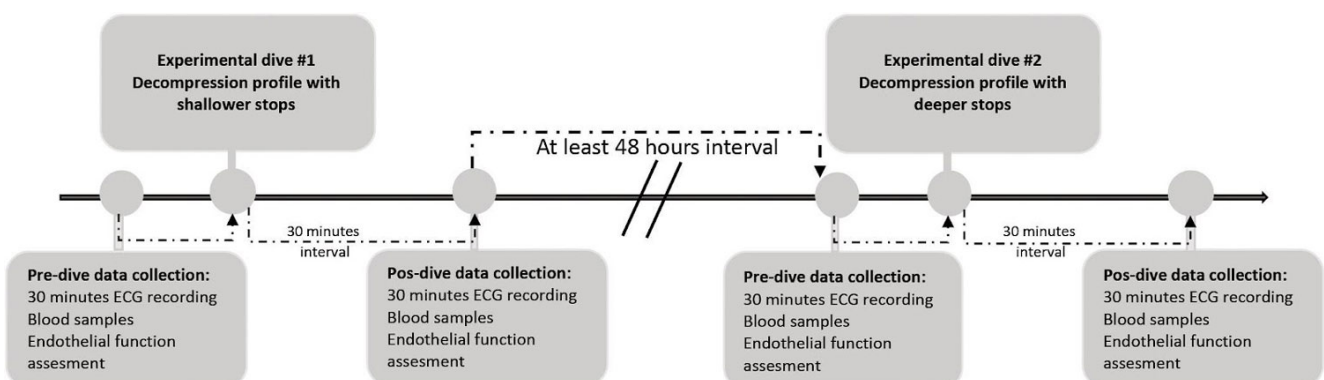 Experimental dive #1
Decompression profile with
shallower stops
Experimental dive #2
Decompression profile with
deeper stops
At least 48 hours interval
30 minutes
interval
30 minutes
interval
Pre-dive data collection:
30 minutes ECG recording
Blood samples
Endothelial function
assesment
Pos-dive data collection:
30 minutes ECG recording
Blood samples
Endothelial function
assesment
Pre-dive data collection:
30 minutes ECG recording
Blood samples
Endothelial function
assesment
Pos-dive data collection:
30 minutes ECG recording
Blood samples
Endothelial function
assesment